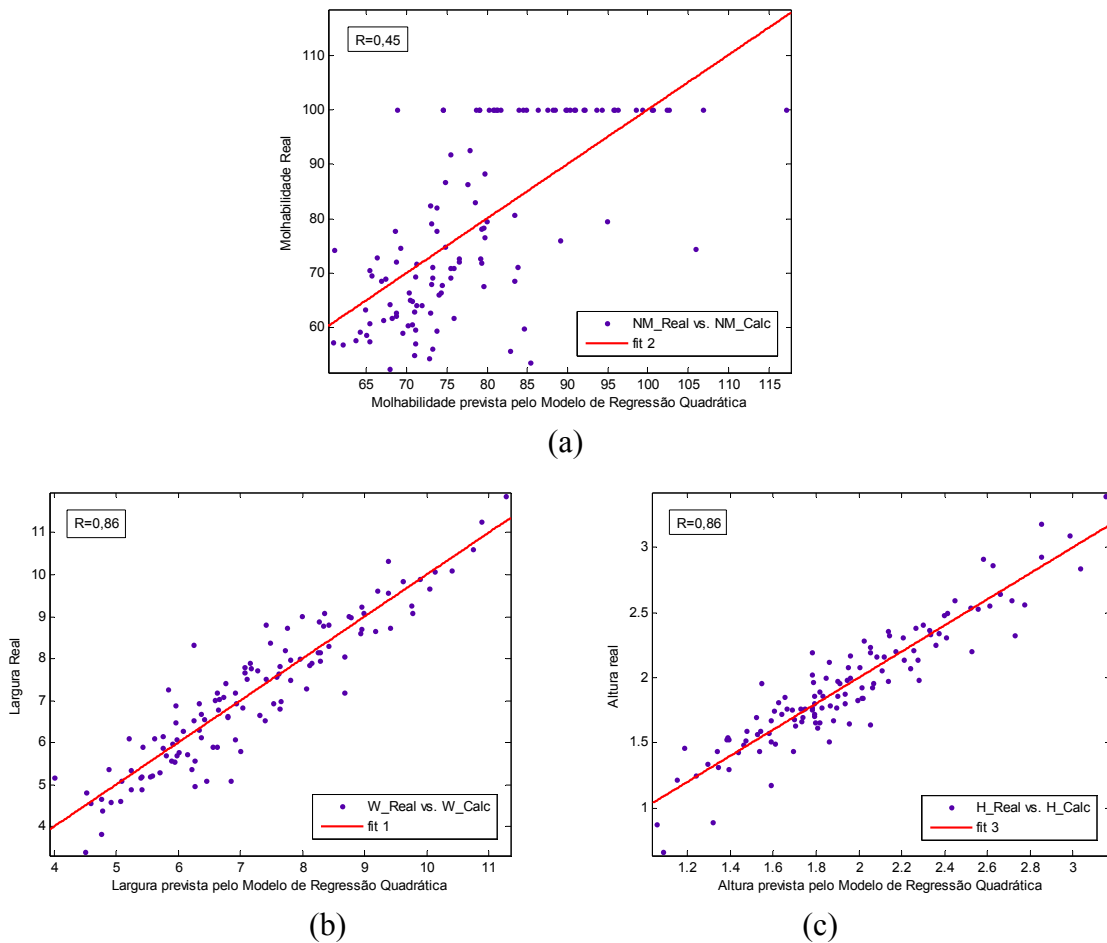 R=0,45
Molhabilidade Real
110
100
90
80
70
60
NM_Real vs. NM_Calc
fit 2
65 70 75 80 85 90 95 100 105 110 115
Molhabilidade prevista pelo Modelo de Regressão Quadrática
(a)
R=0,86
Largura Real
11
10
9
8
7
6
5
4
W_Real vs. W_Calc
fit 1
4 5 6 7 8 9 10 11
Largura prevista pelo Modelo de Regressão Quadrática
(b)
R=0,86
Altura real
3
2.5
2
1.5
1
H_Real vs. H_Calc
fit 3
1.2 1.4 1.6 1.8 2 2.2 2.4 2.6 2.8 3
Altura prevista pelo Modelo de Regressão Quadrática
(c)